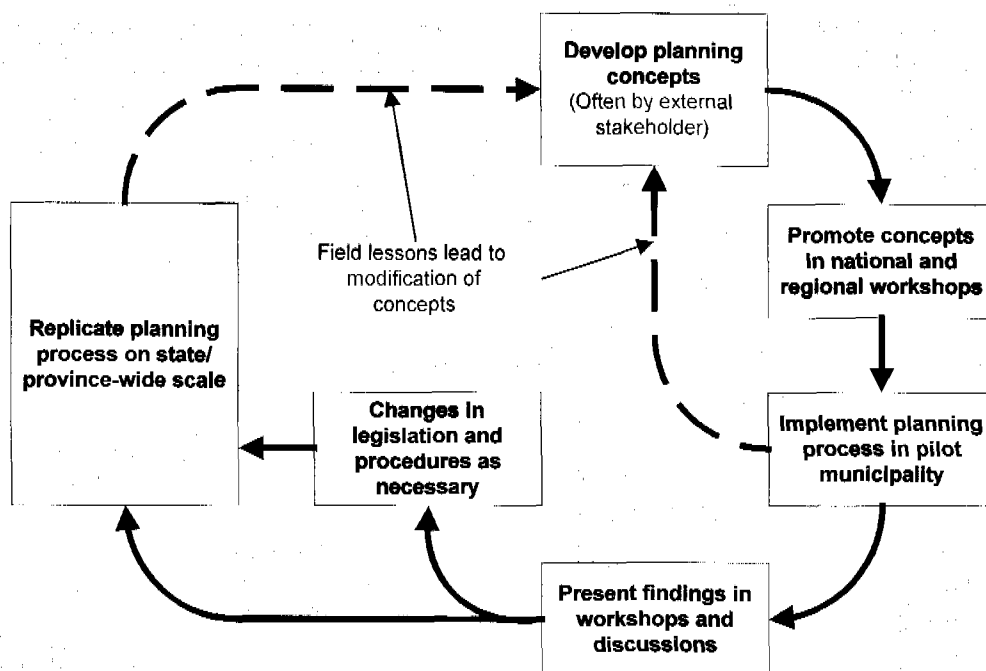 Develop planning
concepts
(Often by external
stakeholder)
Promote concepts
in national and
regional workshops
Field lessons lead to
modification of
concepts
Replicate planning
process on state/
province-wide scale
Changes in
legislation and
procedures as
necessary
Implement planning
process in pilot
municipality
Present findings in
workshops and
discussions